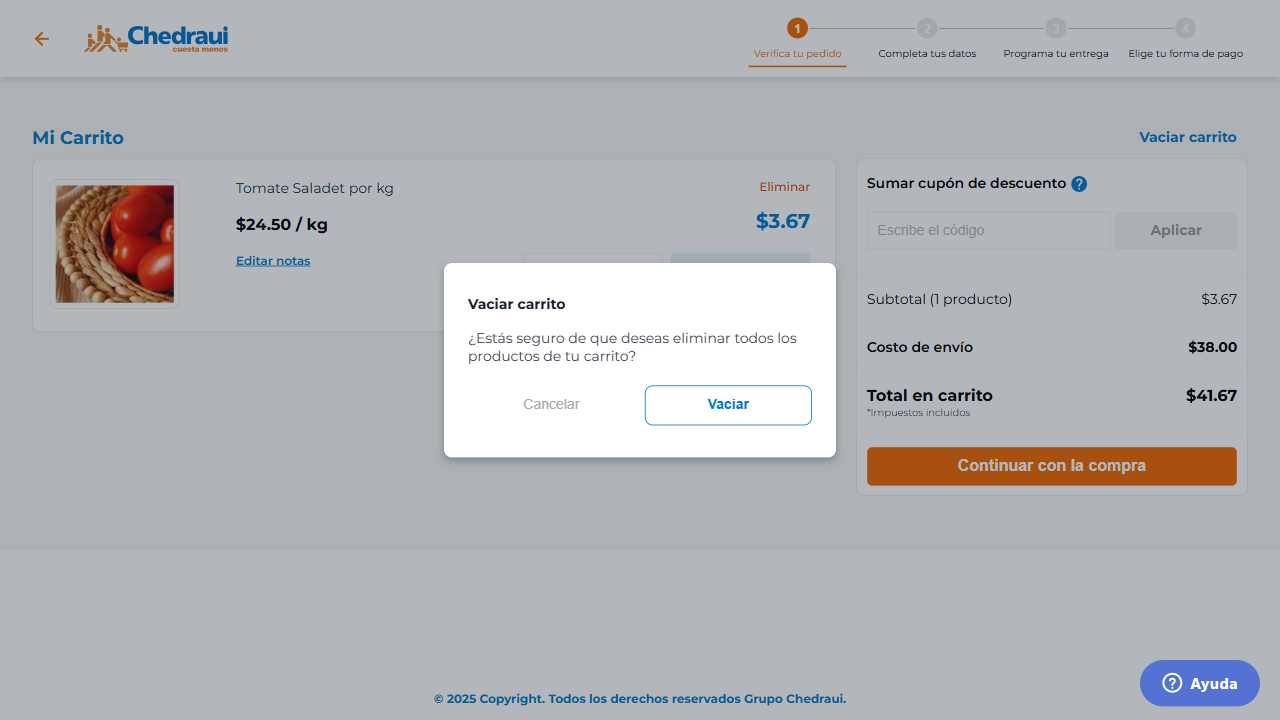 Chedraui
cuesta menos
1
Verifica tu pedido
2
Completa tus datos
3
Programa tu entrega
4
Elige tu forma de pago
Mi Carrito
Vaciar carrito
Tomate Saladet por kg
Eliminar
$24.50 / kg
$3.67
Editar notas
Sumar cupón de descuento ?
Escribe el código
Aplicar
Subtotal (1 producto)
$3.67
Costo de envío
$38.00
Total en carrito
$41.67
*Impuestos incluidos
Continuar con la compra
Vaciar carrito
¿Estás seguro de que deseas eliminar todos los
productos de tu carrito?
Cancelar
Vaciar
© 2025 Copyright. Todos los derechos reservados Grupo Chedraui.
? Ayuda